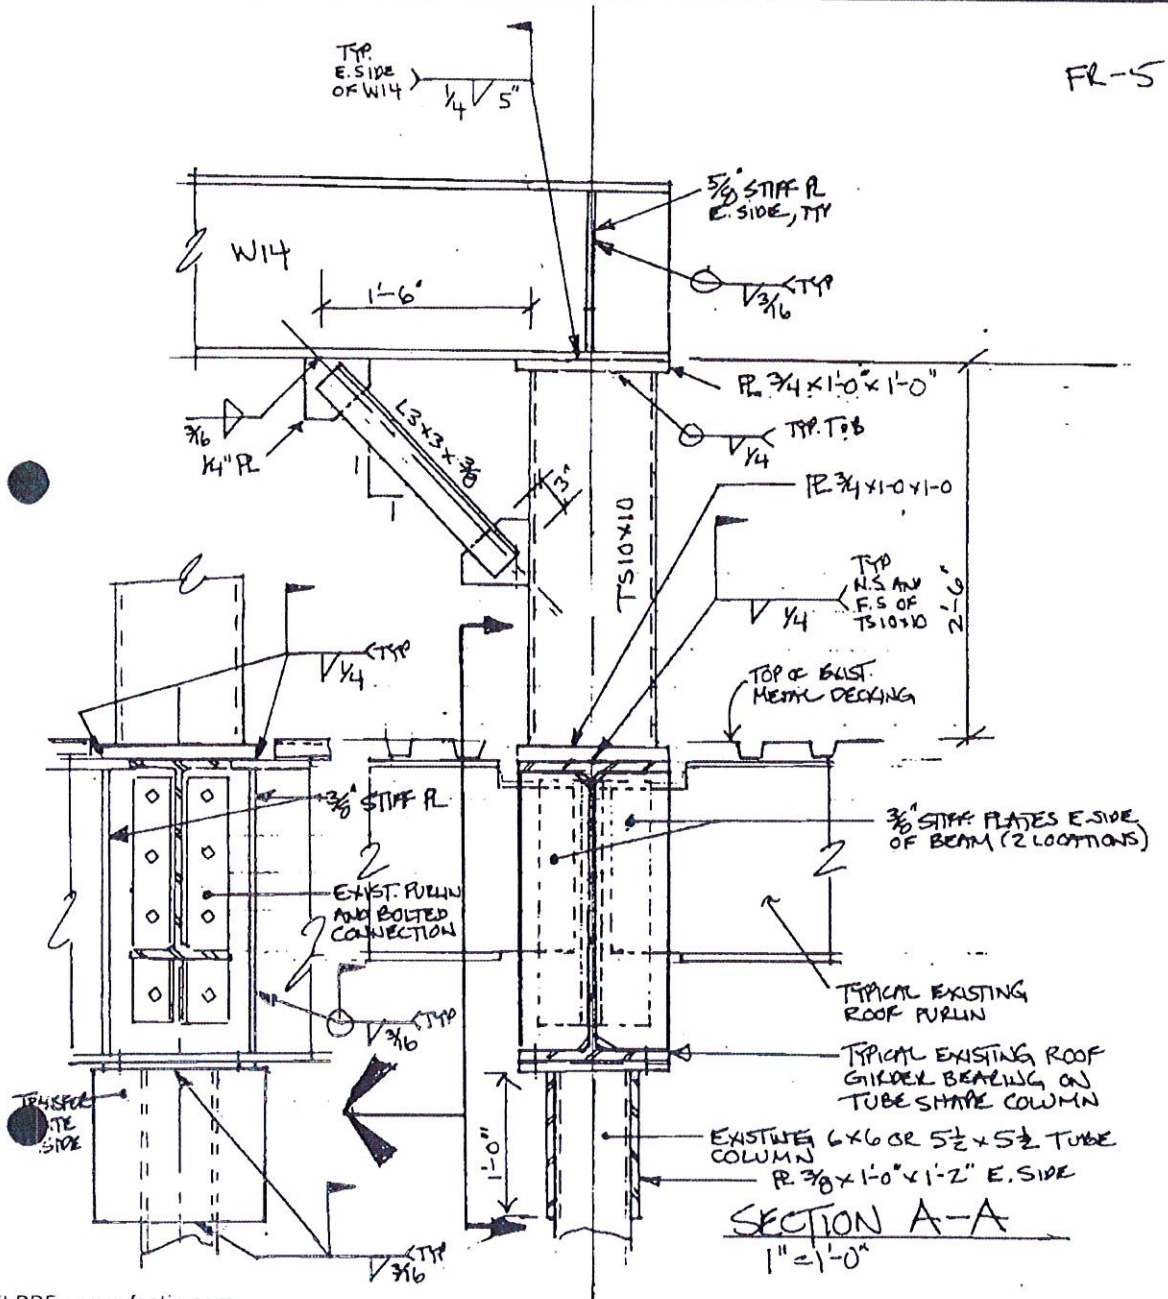 FR-5
TYP.
E. SIDE
OF W14
1/4 5"
5/8" STIFF PL
E. SIDE, TYP
W14
1'-6"
3/16 TYP
PL 3/4 x 1'-0" x 1'-0"
3/16
1/4" PL
L3x3x3/8
TYP. T&B
1/4
3"
PL 3/4 x 1-0 x 1-0
TS10x10
TYP
N.S AND
F.S OF
TS10x10
1/4
2'-6"
1/4 TYP
TOP OF EXIST.
METAL DECKING
3/8" STIFF PL
3/8" STIFF PLATES E-SIDE
OF BEAM (2 LOCATIONS)
EXIST. PURLIN
AND BOLTED
CONNECTION
3/16 TYP
TYPICAL EXISTING
ROOF PURLIN
TYPICAL EXISTING ROOF
GIRDER BEARING ON
TUBE SHAPE COLUMN
SIDE
1'-0"
EXISTING 6x6 OR 5 1/2 x 5 1/2 TUBE
COLUMN
PL 3/8 x 1'-0" x 1'-2" E. SIDE
3/16 TYP
SECTION A-A
1" = 1'-0"